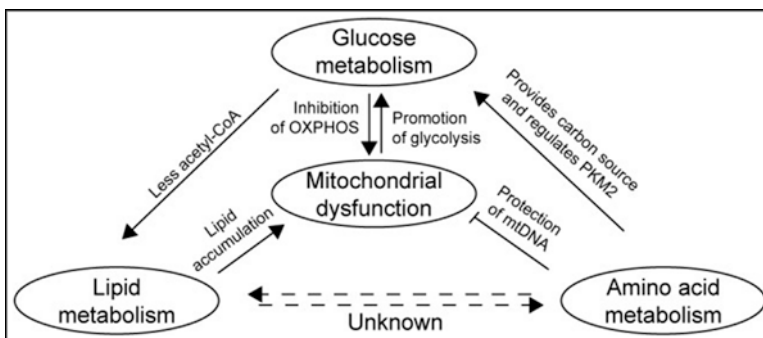 Glucose
metabolism
Less acetyl-CoA
Inhibition
of OXPHOS
Promotion
of glycolysis
Provides carbon source
and regulates PKM2
Mitochondrial
dysfunction
Lipid
accumulation
Protection
of mtDNA
Lipid
metabolism
Unknown
Amino acid
metabolism